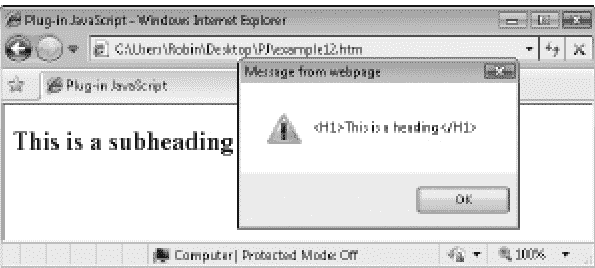 Plug-in JavaScript - Windows Internet Explorer
C:\Users\Robin\Desktop\PJ\example12.htm
Plug-in JavaScript
Message from webpage
This is a subheading
<H1>This is a heading</H1>
OK
Computer | Protected Mode: Off
100%